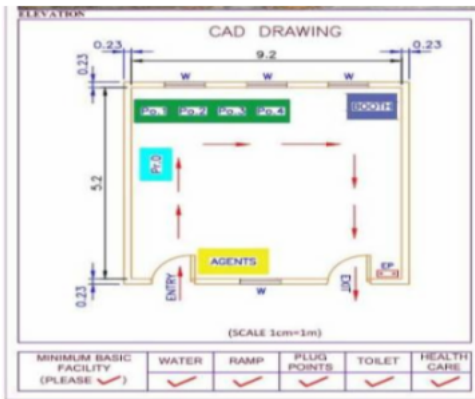 ELEVATION
CAD DRAWING
0.23
9.2
0.23
0.23
W W W
Po.1 Po.2 Po.3 Po.4
BOOTH
Pr.0
5.2
AGENTS
EP
ENTRY
EXIT
0.23
W
(SCALE 1cm=1m)
MINIMUM BASIC FACILITY (PLEASE ✓)
WATER
RAMP
PLUG POINTS
TOILET
HEALTH CARE